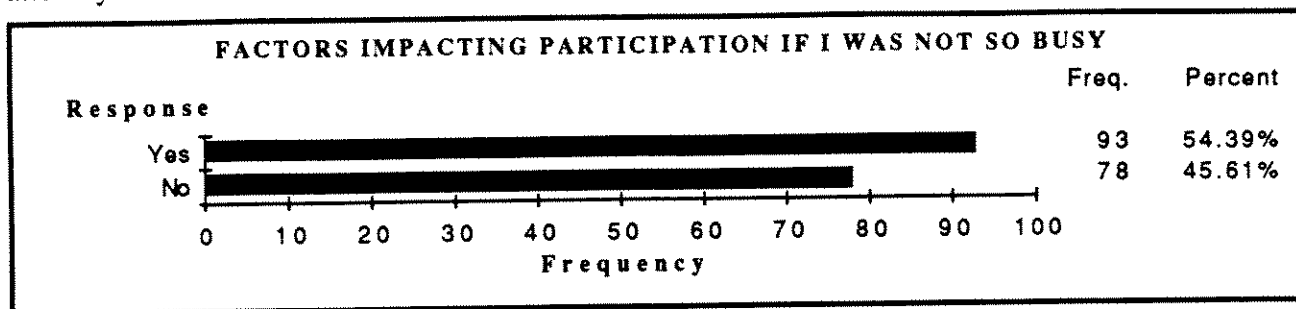 FACTORS IMPACTING PARTICIPATION IF I WAS NOT SO BUSY
Freq. Percent
Response
Yes 93 54.39%
No 78 45.61%
0 10 20 30 40 50 60 70 80 90 100
Frequency